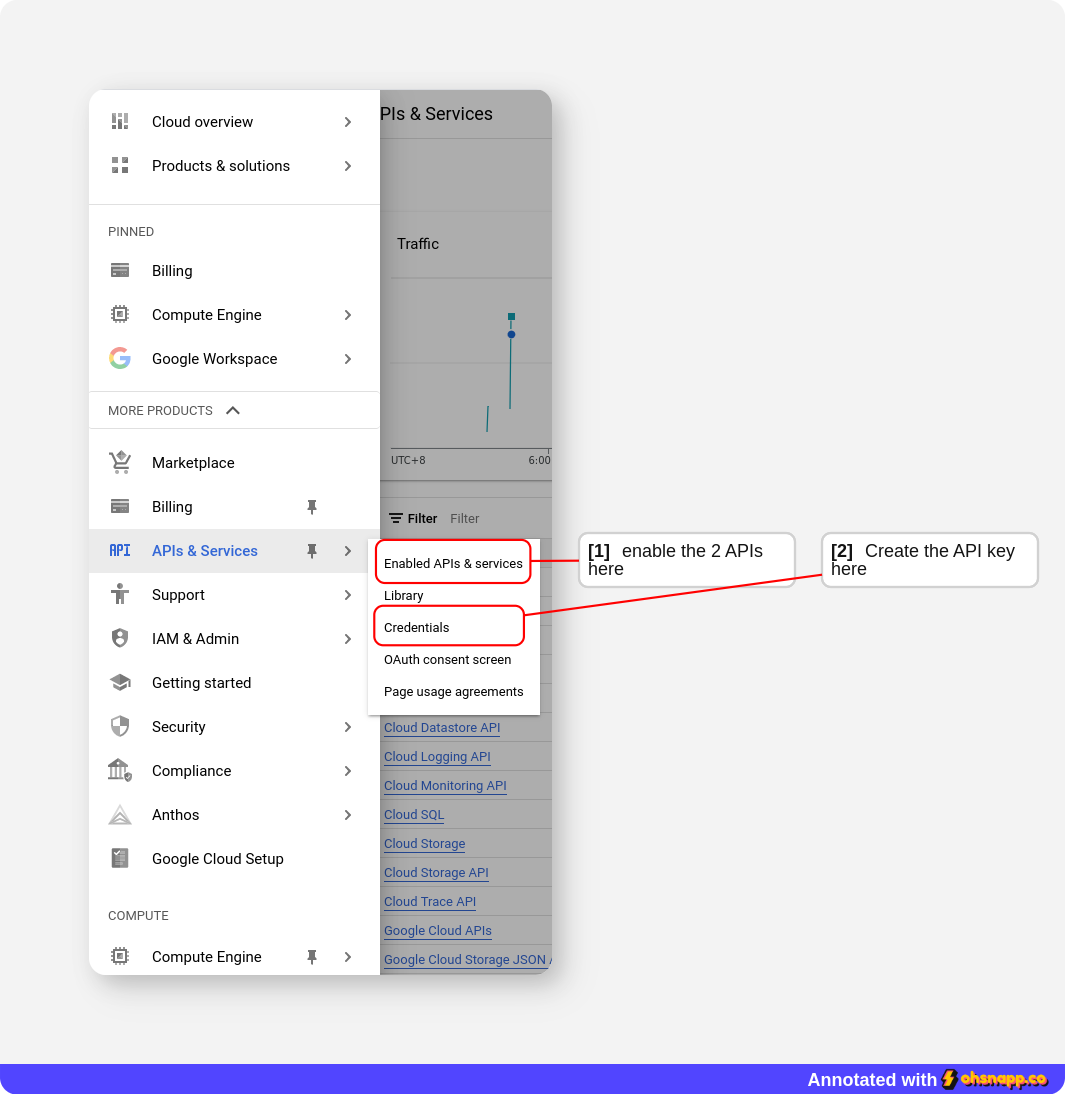 Cloud overview
Products & solutions
PINNED
Billing
Compute Engine
Google Workspace
MORE PRODUCTS
Marketplace
Billing
API APIs & Services
Support
IAM & Admin
Getting started
Security
Compliance
Anthos
Google Cloud Setup
COMPUTE
Compute Engine
PIs & Services
Traffic
UTC+8 6:00
Filter Filter
Enabled APIs & services
Library
Credentials
OAuth consent screen
Page usage agreements
Cloud Datastore API
Cloud Logging API
Cloud Monitoring API
Cloud SQL
Cloud Storage
Cloud Storage API
Cloud Trace API
Google Cloud APIs
Google Cloud Storage JSON A
[1] enable the 2 APIs
here
[2] Create the API key
here
Annotated with ohsnapp.co